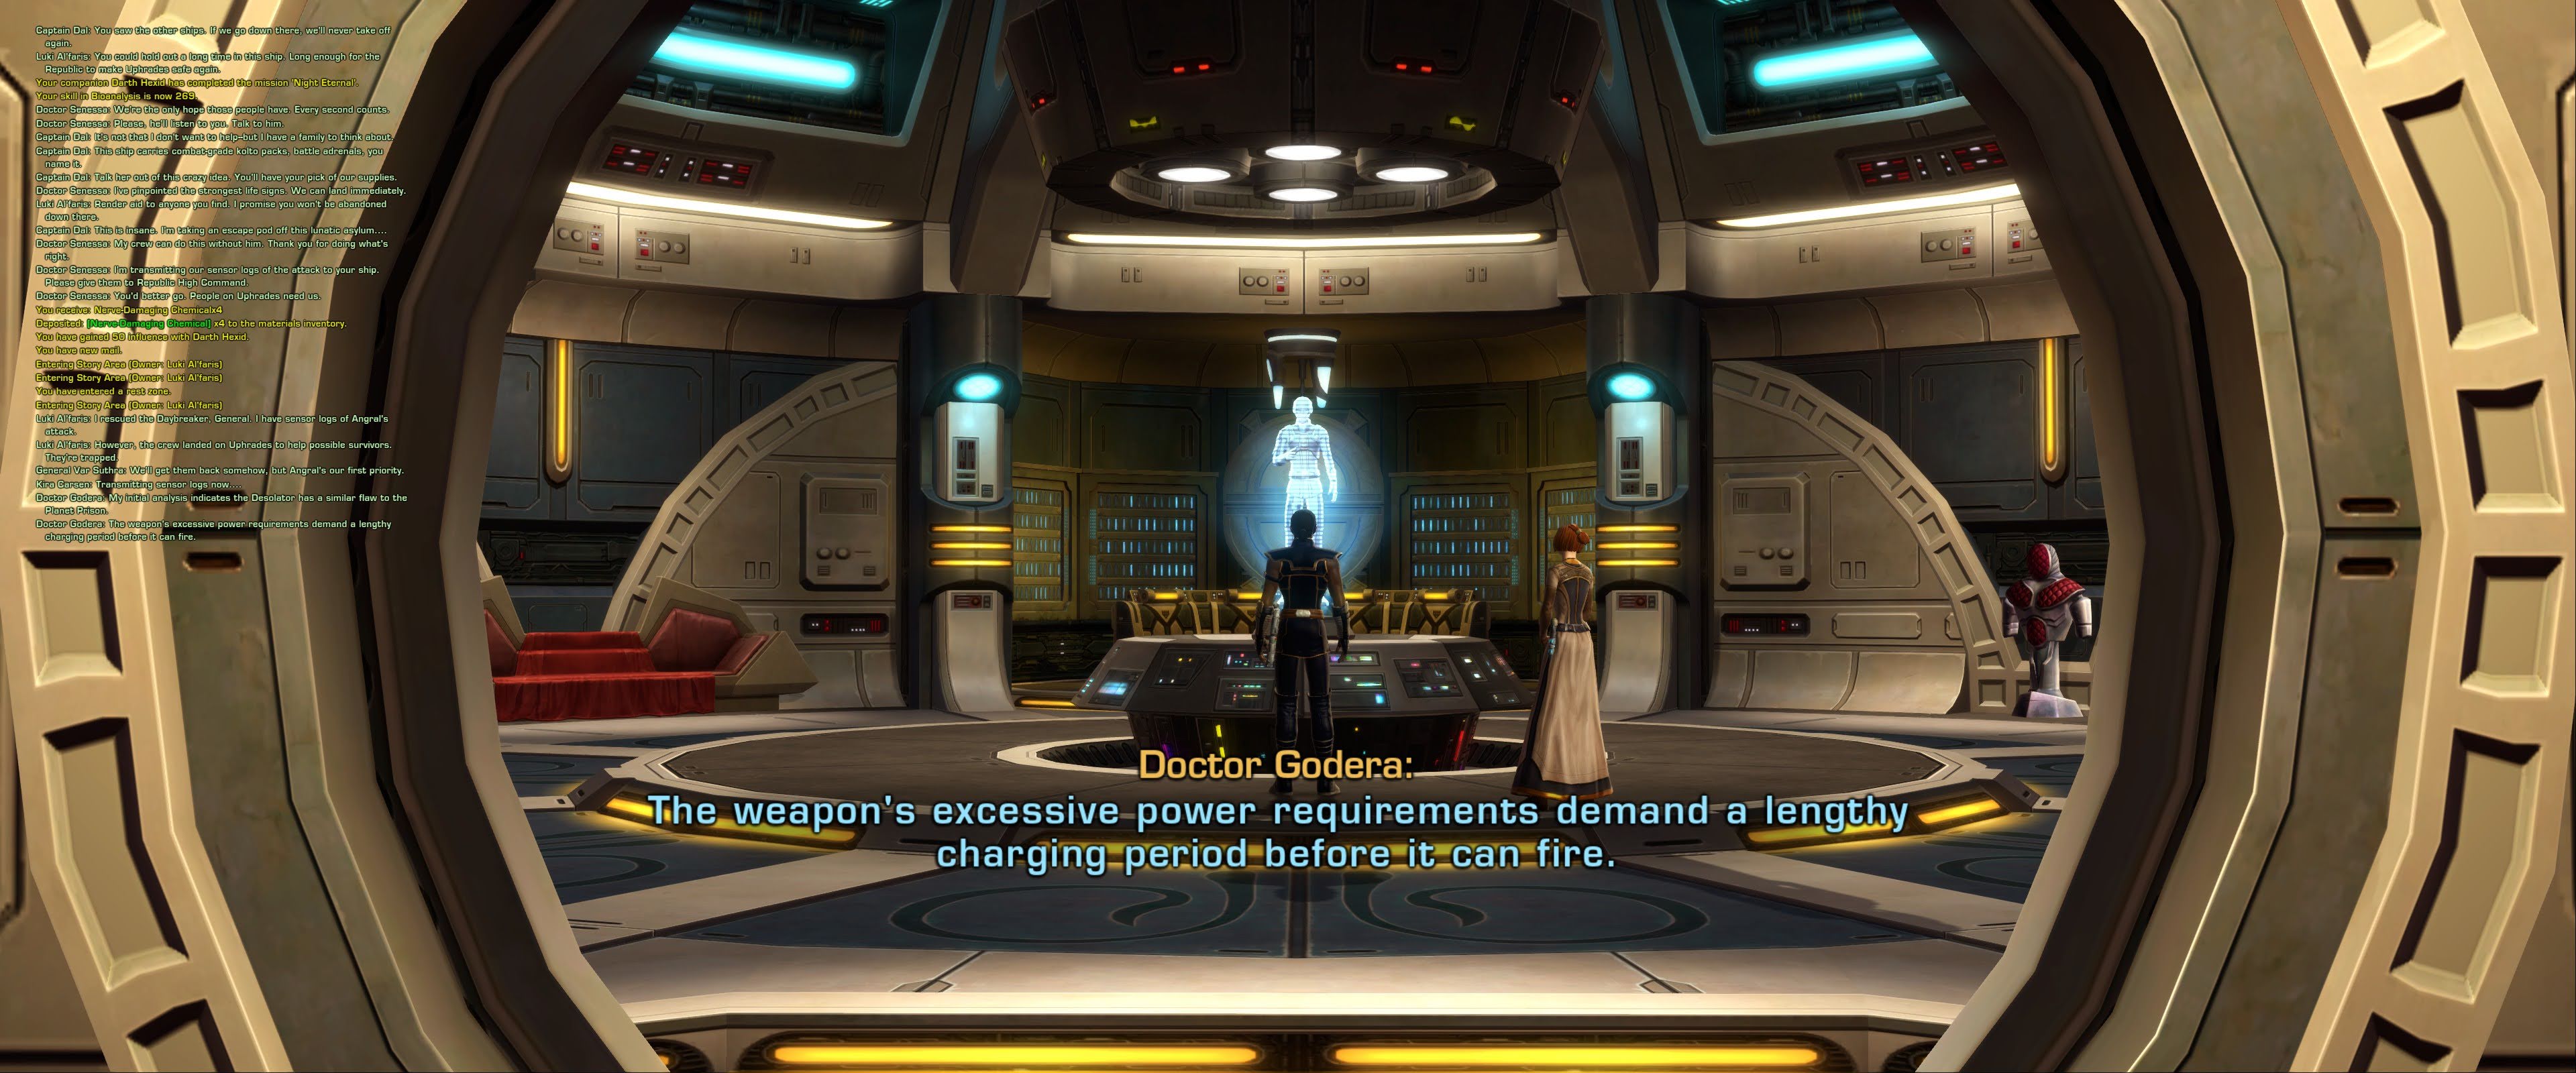 Captain Dal: You saw the other ships. If we go down there, we'll never take off
again.
Luki Al'faris: You could hold out a long time in this ship. Long enough for the
Republic to make Uphrades safe again.
Your companion Darth Hexid has completed the mission 'Night Eternal'.
Your skill in Bioanalysis is now 269.
Doctor Senessa: We're the only hope those people have. Every second counts.
Doctor Senessa: Please, he'll listen to you. Talk to him.
Captain Dal: It's not that I don't want to help—but I have a family to think about.
Captain Dal: This ship carries combat-grade kolto packs, battle adrenals, you
name it.
Captain Dal: Talk her out of this crazy idea. You'll have your pick of our supplies.
Doctor Senessa: I've pinpointed the strongest life signs. We can land immediately.
Luki Al'faris: Render aid to anyone you find. I promise you won't be abandoned
down there.
Captain Dal: This is insane. I'm taking an escape pod off this lunatic asylum....
Doctor Senessa: My crew can do this without him. Thank you for doing what's
right.
Doctor Senessa: I'm transmitting our sensor logs of the attack to your ship.
Please give them to Republic High Command.
Doctor Senessa: You'd better go. People on Uphrades need us.
You receive: Nerve-Damaging Chemicalx4
Deposited: [Nerve-Damaging Chemical] x4 to the materials inventory.
You have gained 50 influence with Darth Hexid.
You have new mail.
Entering Story Area (Owner: Luki Al'faris)
Entering Story Area (Owner: Luki Al'faris)
You have entered a rest zone.
Entering Story Area (Owner: Luki Al'faris)
Luki Al'faris: I rescued the Daybreaker, General. I have sensor logs of Angral's
attack.
Luki Al'faris: However, the crew landed on Uphrades to help possible survivors.
They're trapped.
General Var Suthra: We'll get them back somehow, but Angral's our first priority.
Kira Carsen: Transmitting sensor logs now....
Doctor Godera: My initial analysis indicates the Desolator has a similar flaw to the
Planet Prison.
Doctor Godera: The weapon's excessive power requirements demand a lengthy
charging period before it can fire.
Doctor Godera:
The weapon's excessive power requirements demand a lengthy
charging period before it can fire.